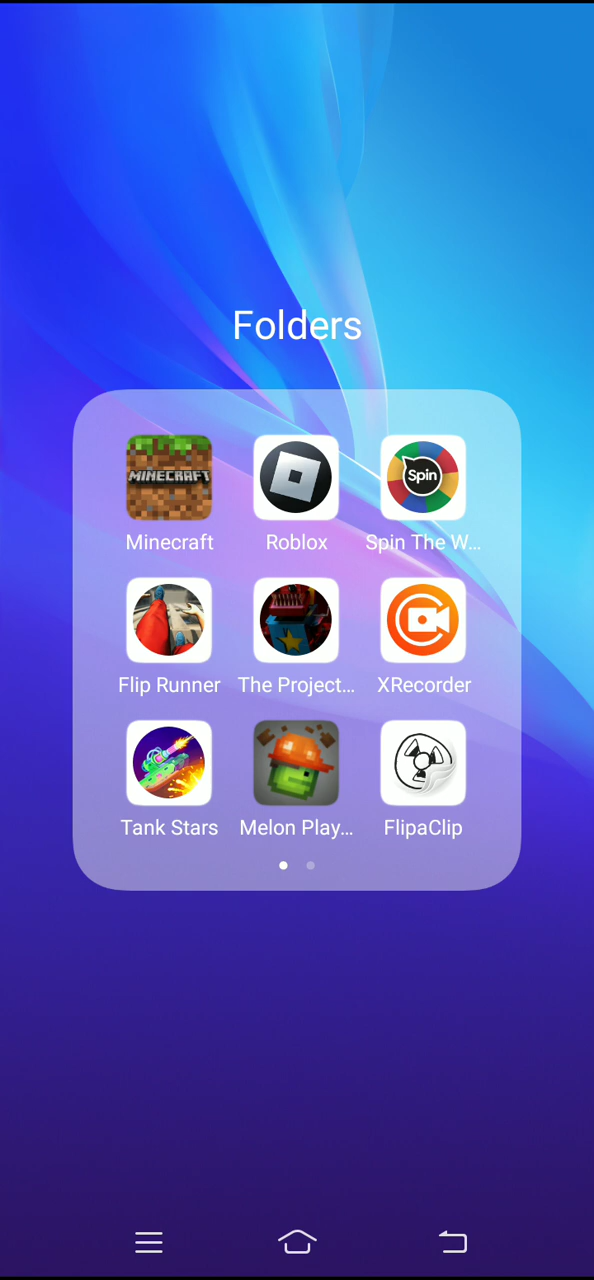 Folders
MINECRAFT
Spin
Minecraft
Roblox
Spin The W...
Flip Runner
The Project...
XRecorder
Tank Stars
Melon Play...
FlipaClip